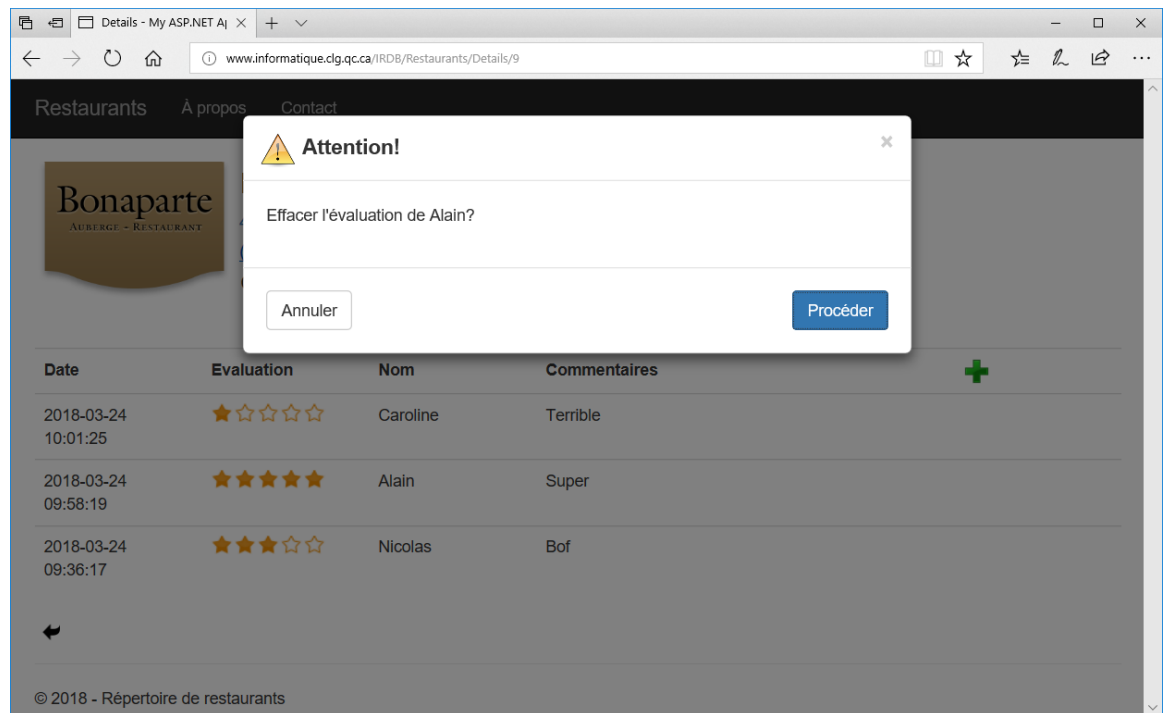 Details - My ASP.NET A
www.informatique.clg.qc.ca/IRDB/Restaurants/Details/9
Restaurants À propos Contact
Attention!
Bonaparte
AUBERGE - RESTAURANT
Effacer l'évaluation de Alain?
Annuler Procéder
Date Evaluation Nom Commentaires
2018-03-24
10:01:25
Caroline Terrible
2018-03-24
09:58:19
Alain Super
2018-03-24
09:36:17
Nicolas Bof
© 2018 - Répertoire de restaurants